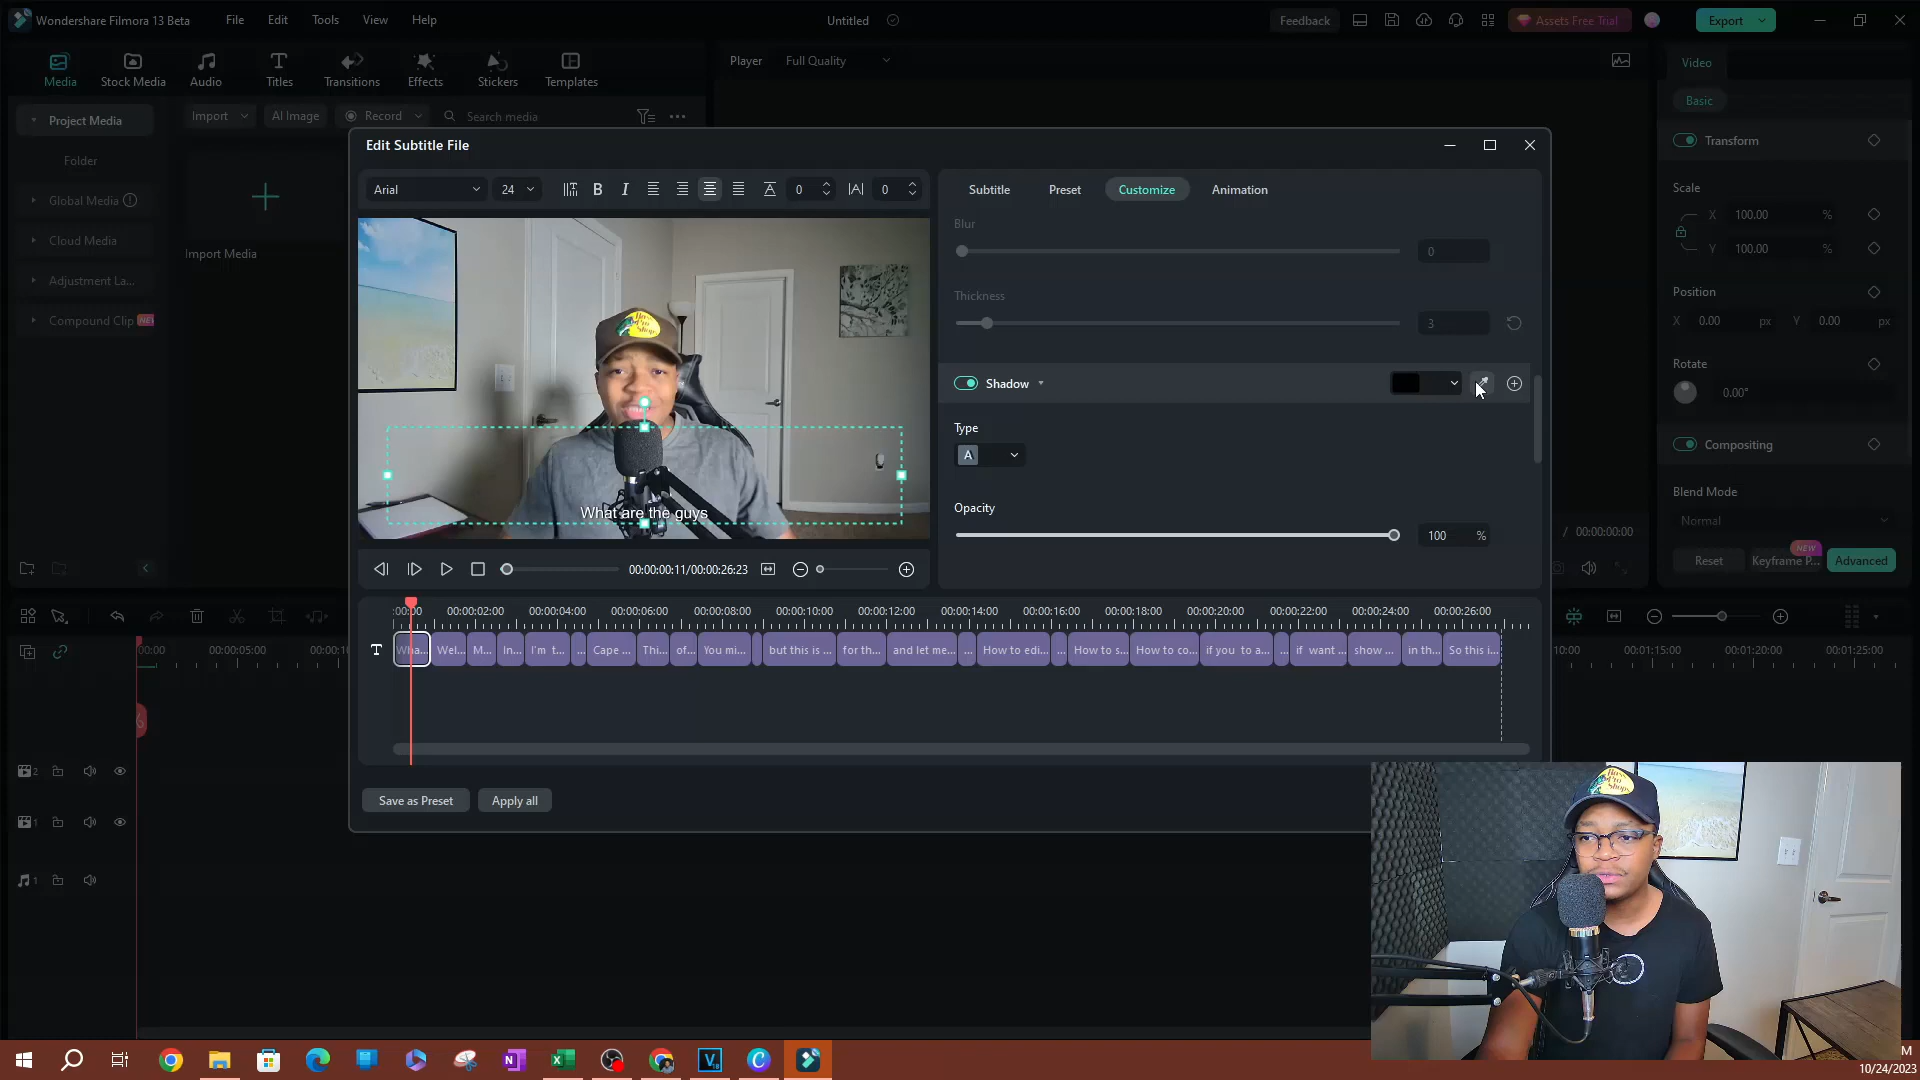 Wondershare Filmora 13 Beta
File
Edit
Tools
View
Help
Untitled
Feedback
Assets Free Trial
Export
Media
Stock Media
Audio
Titles
Transitions
Effects
Stickers
Templates
Player
Full Quality
Video
Basic
Project Media
Import
AI Image
Record
Search media
Folder
Global Media
Cloud Media
Adjustment La...
Compound Clip
Import Media
Edit Subtitle File
Arial
24
0
0
Subtitle
Preset
Customize
Animation
Blur
0
Thickness
3
Shadow
Type
A
Opacity
100
%
Bass
Pro
Shops
What are the guys
00:00:00:11/00:00:26:23
:00:00
00:00:02:00
00:00:04:00
00:00:06:00
00:00:08:00
00:00:10:00
00:00:12:00
00:00:14:00
00:00:16:00
00:00:18:00
00:00:20:00
00:00:22:00
00:00:24:00
00:00:26:00
T
Wha...
Wel...
M...
In...
I'm t...
...
Cape ...
Thi...
of...
You mi...
but this is ...
for th...
and let me...
...
How to edi...
...
How to s...
How to co...
if you to a...
...
if want ...
show ...
in th...
So this i...
Save as Preset
Apply all
Transform
Scale
X
100.00
%
Y
100.00
%
Position
X
0.00
px
Y
0.00
px
Rotate
0.00°
Compositing
Blend Mode
Normal
/ 00:00:00:00
Reset
NEW
Keyframe P...
Advanced
:00:00
00:00:05:00
00:00:10
10:00
00:01:15:00
00:01:20:00
00:01:25:00
2
1
1
Bass
Pro
Shops
M
10/24/2023